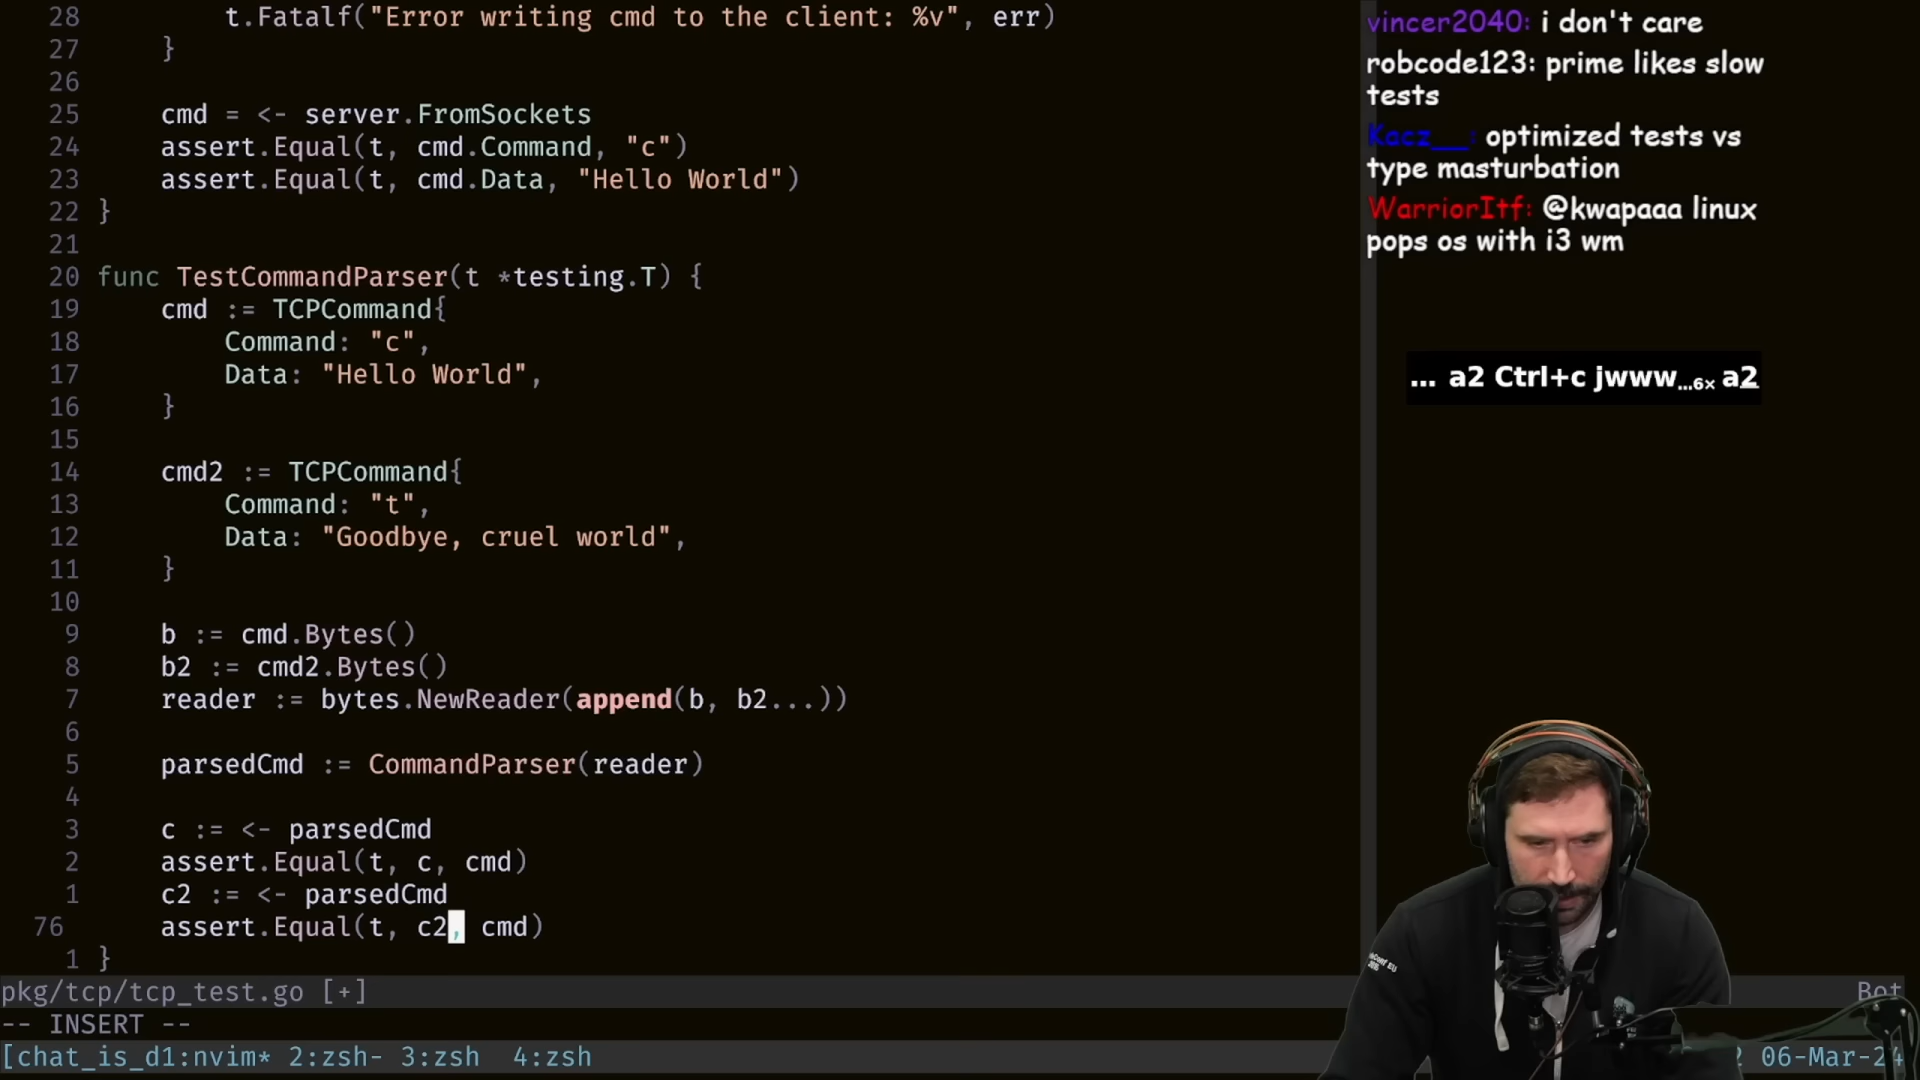 28 t.Fatalf("Error writing cmd to the client: %v", err)
27 }
26
25 cmd = <- server.FromSockets
24 assert.Equal(t, cmd.Command, "c")
23 assert.Equal(t, cmd.Data, "Hello World")
22 }
21
20 func TestCommandParser(t *testing.T) {
19 cmd := TCPCommand{
18 Command: "c",
17 Data: "Hello World",
16 }
15
14 cmd2 := TCPCommand{
13 Command: "t",
12 Data: "Goodbye, cruel world",
11 }
10
9 b := cmd.Bytes()
8 b2 := cmd2.Bytes()
7 reader := bytes.NewReader(append(b, b2...))
6
5 parsedCmd := CommandParser(reader)
4
3 c := <- parsedCmd
2 assert.Equal(t, c, cmd)
1 c2 := <- parsedCmd
76 assert.Equal(t, c2, cmd)
1 }
pkg/tcp/tcp_test.go [+]
Bot
-- INSERT --
[chat_is_d1:nvim* 2:zsh- 3:zsh 4:zsh
06-Mar-24
vincer2040: i don't care
robcode123: prime likes slow
tests
Kacz__: optimized tests vs
type masturbation
WarriorItf: @kwapaaa linux
pops os with i3 wm
... a2 Ctrl+c jwww...6× a2